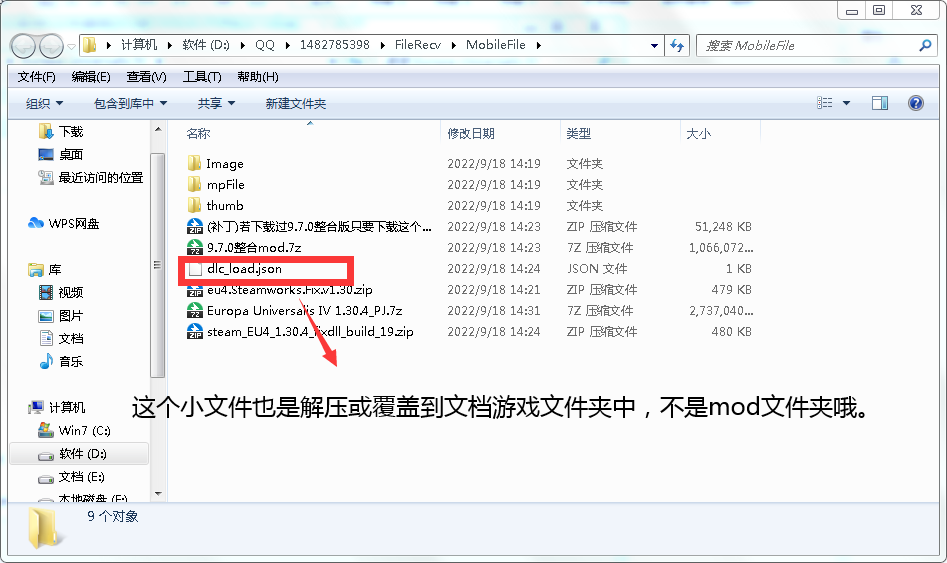 计算机 软件 (D:) QQ 1482785398 FileRecv MobileFile
搜索 MobileFile
文件(F) 编辑(E) 查看(V) 工具(T) 帮助(H)
组织 包含到库中 共享 新建文件夹
下载
桌面
最近访问的位置
WPS网盘
库
视频
图片
文档
音乐
计算机
Win7 (C:)
软件 (D:)
文档 (E:)
本地磁盘 (F:)
名称 修改日期 类型 大小
Image 2022/9/18 14:19 文件夹
mpFile 2022/9/18 14:19 文件夹
thumb 2022/9/18 14:19 文件夹
ZIP (补丁)若下载过9.7.0整合版只要下载这个... 2022/9/18 14:23 ZIP 压缩文件 51,248 KB
7Z 9.7.0整合mod.7z 2022/9/18 14:23 7Z 压缩文件 1,066,072...
dlc_load.json 2022/9/18 14:24 JSON 文件 1 KB
ZIP eu4.Steamworks.Fix.v1.30.zip 2022/9/18 14:21 ZIP 压缩文件 479 KB
7Z Europa Universalis IV 1.30.4_PJ.7z 2022/9/18 14:31 7Z 压缩文件 2,737,040...
ZIP steam_EU4_1.30.4_fixdll_build_19.zip 2022/9/18 14:24 ZIP 压缩文件 480 KB
这个小文件也是解压或覆盖到文档游戏文件夹中，不是mod文件夹哦。
9 个对象